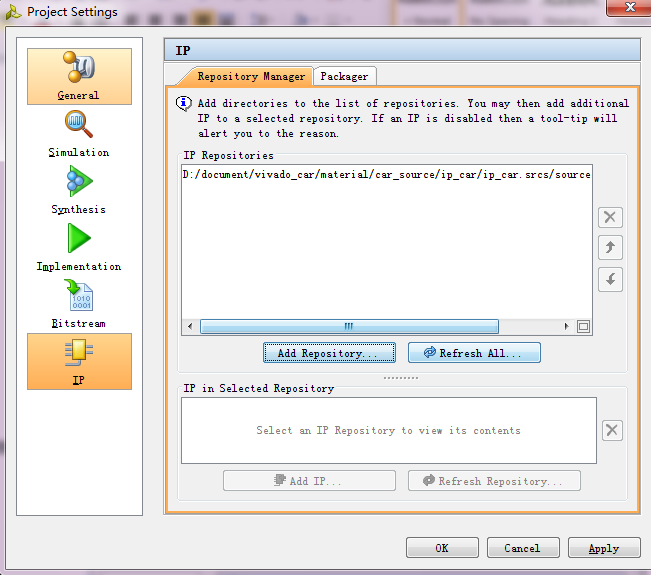 Project Settings
General
Simulation
Synthesis
Implementation
Bitstream
IP
IP
Repository Manager
Packager
Add directories to the list of repositories. You may then add additional
IP to a selected repository. If an IP is disabled then a tool-tip will
alert you to the reason.
IP Repositories
D:/document/vivado_car/material/car_source/ip_car/ip_car.srcs/source
Add Repository...
Refresh All...
IP in Selected Repository
Select an IP Repository to view its contents
Add IP...
Refresh Repository...
OK
Cancel
Apply